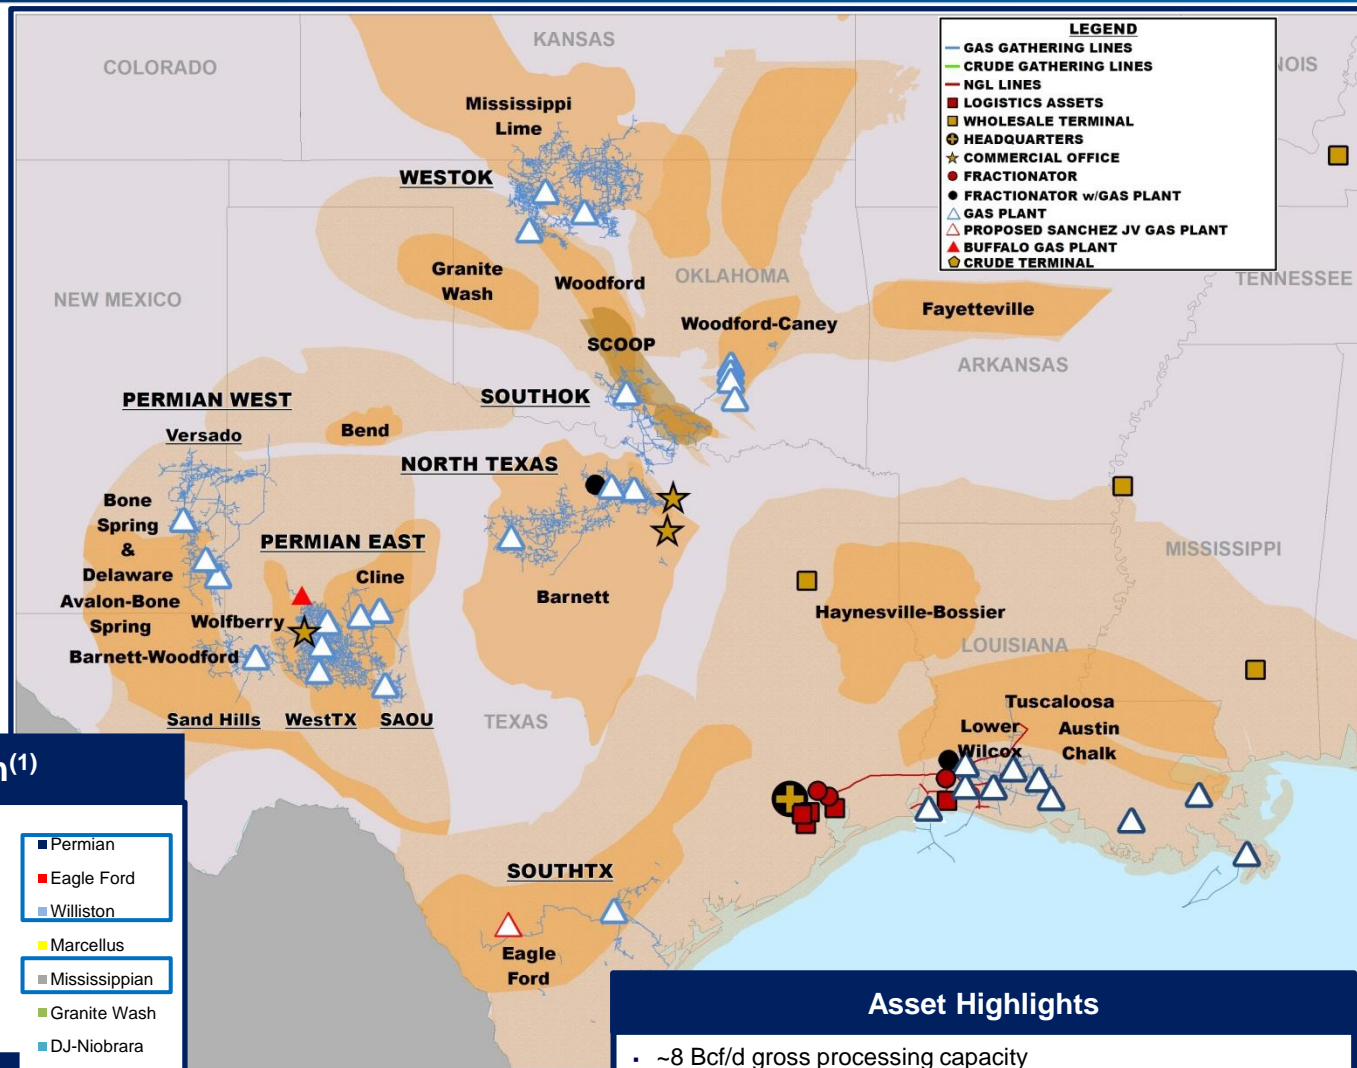 KANSAS
COLORADO
LEGEND
GAS GATHERING LINES
CRUDE GATHERING LINES
NGL LINES
LOGISTICS ASSETS
WHOLESALE TERMINAL
HEADQUARTERS
COMMERCIAL OFFICE
FRACTIONATOR
FRACTIONATOR w/GAS PLANT
GAS PLANT
PROPOSED SANCHEZ JV GAS PLANT
BUFFALO GAS PLANT
CRUDE TERMINAL
NOIS
Mississippi
Lime
WESTOK
Granite
Wash
Woodford
OKLAHOMA
TENNESSEE
NEW MEXICO
Fayetteville
Woodford-Caney
SCOOP
ARKANSAS
PERMIAN WEST
SOUTHOK
Versado
Bend
NORTH TEXAS
Bone
Spring
&
Delaware
Avalon-Bone
Spring
PERMIAN EAST
Cline
MISSISSIPPI
Barnett
Haynesville-Bossier
Wolfberry
Barnett-Woodford
LOUISIANA
Sand Hills
WestTX
SAOU
TEXAS
Tuscaloosa
Lower
Wilcox
Austin
Chalk
SOUTHTX
Eagle
Ford
n(1)
Permian
Eagle Ford
Williston
Marcellus
Mississippian
Granite Wash
DJ-Niobrara
Asset Highlights
▪ ~8 Bcf/d gross processing capacity